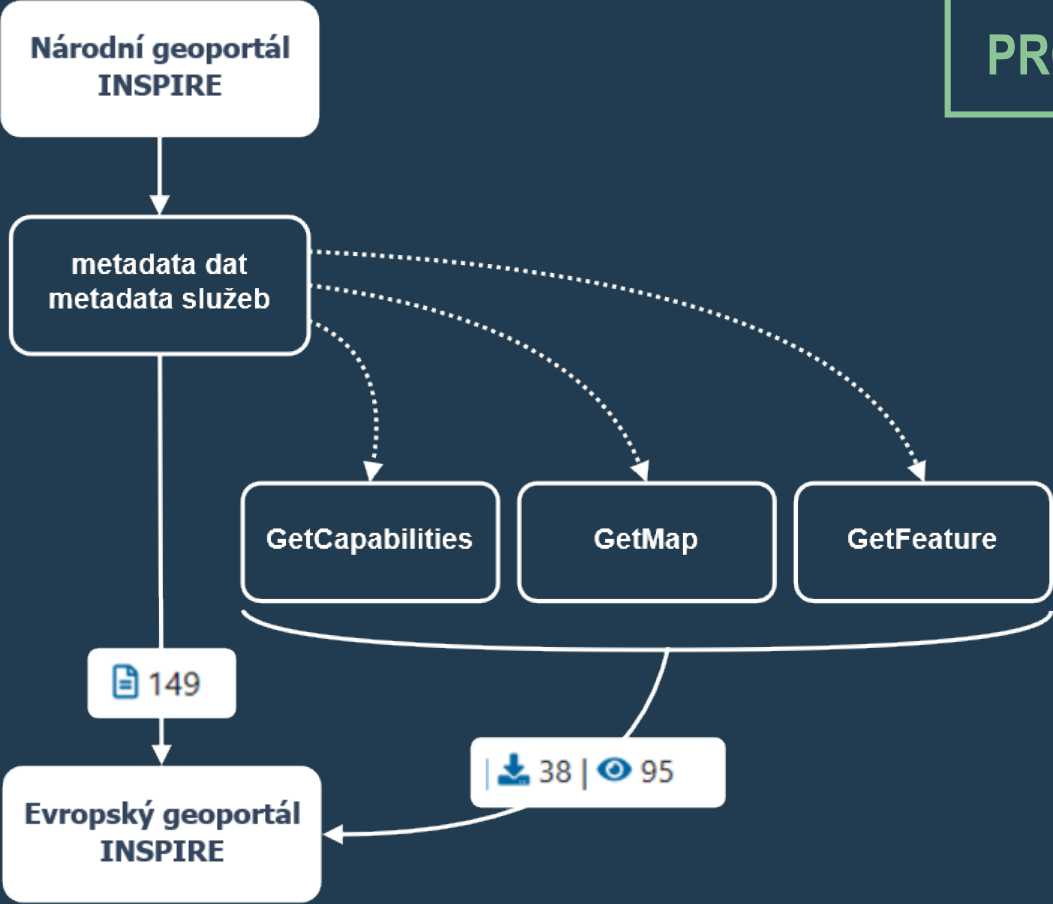 Národní geoportál
INSPIRE
metadata dat
metadata služeb
GetCapabilities
GetMap
GetFeature
149
| 38 | 95
Evropský geoportál
INSPIRE